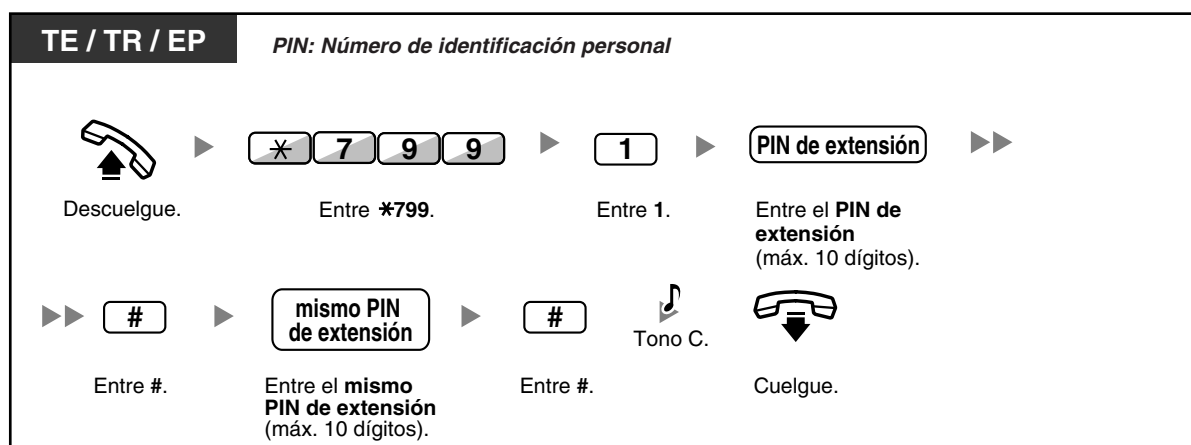 TE / TR / EP
PIN: Número de identificación personal
* 7 9 9
1
PIN de extensión
Descuelgue.
Entre *799.
Entre 1.
Entre el PIN de
extensión
(máx. 10 dígitos).
#
mismo PIN
de extensión
#
Tono C.
Entre #.
Entre el mismo
PIN de extensión
(máx. 10 dígitos).
Entre #.
Cuelgue.